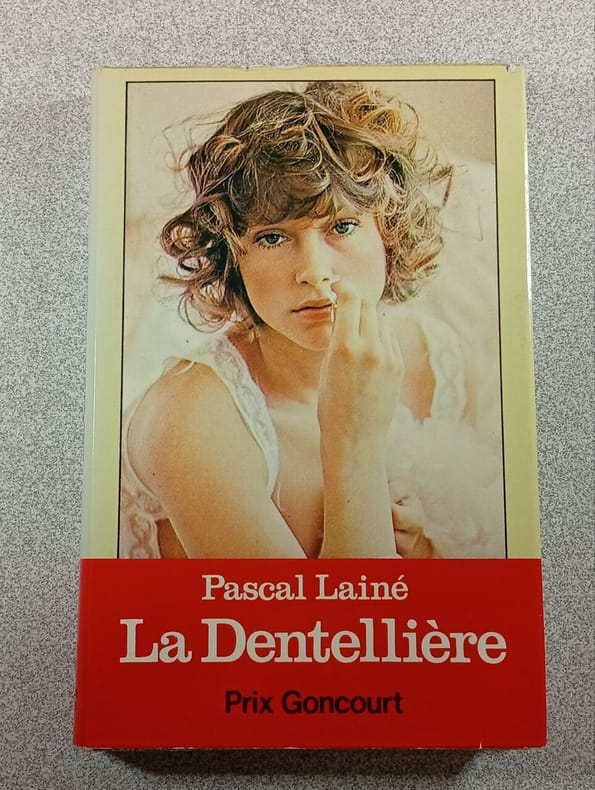 Pascal Lainé
La Dentellière
Prix Goncourt